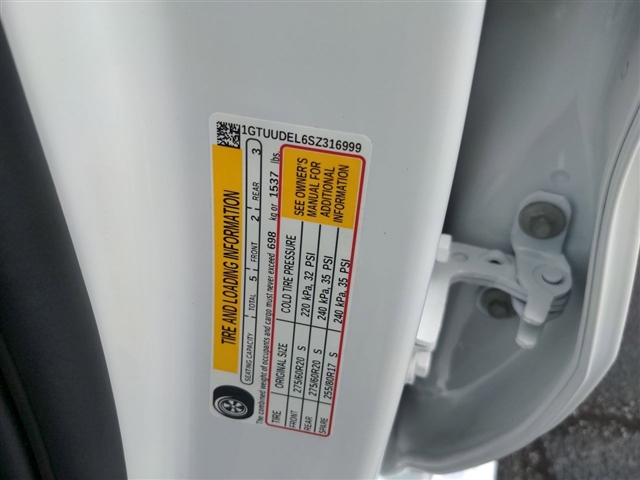 1GTUUDEL6SZ316999
TIRE AND LOADING INFORMATION
SEATING CAPACITY TOTAL 5 FRONT 2 REAR 3
The combined weight of occupants and cargo must never exceed 698 kg or 1537 lbs.
TIRE ORIGINAL SIZE COLD TIRE PRESSURE
FRONT 275/60R20 S 220 kPa, 32 PSI
REAR 275/60R20 S 240 kPa, 35 PSI
SPARE 255/80R17 S 240 kPa, 35 PSI
SEE OWNER'S
MANUAL FOR
ADDITIONAL
INFORMATION